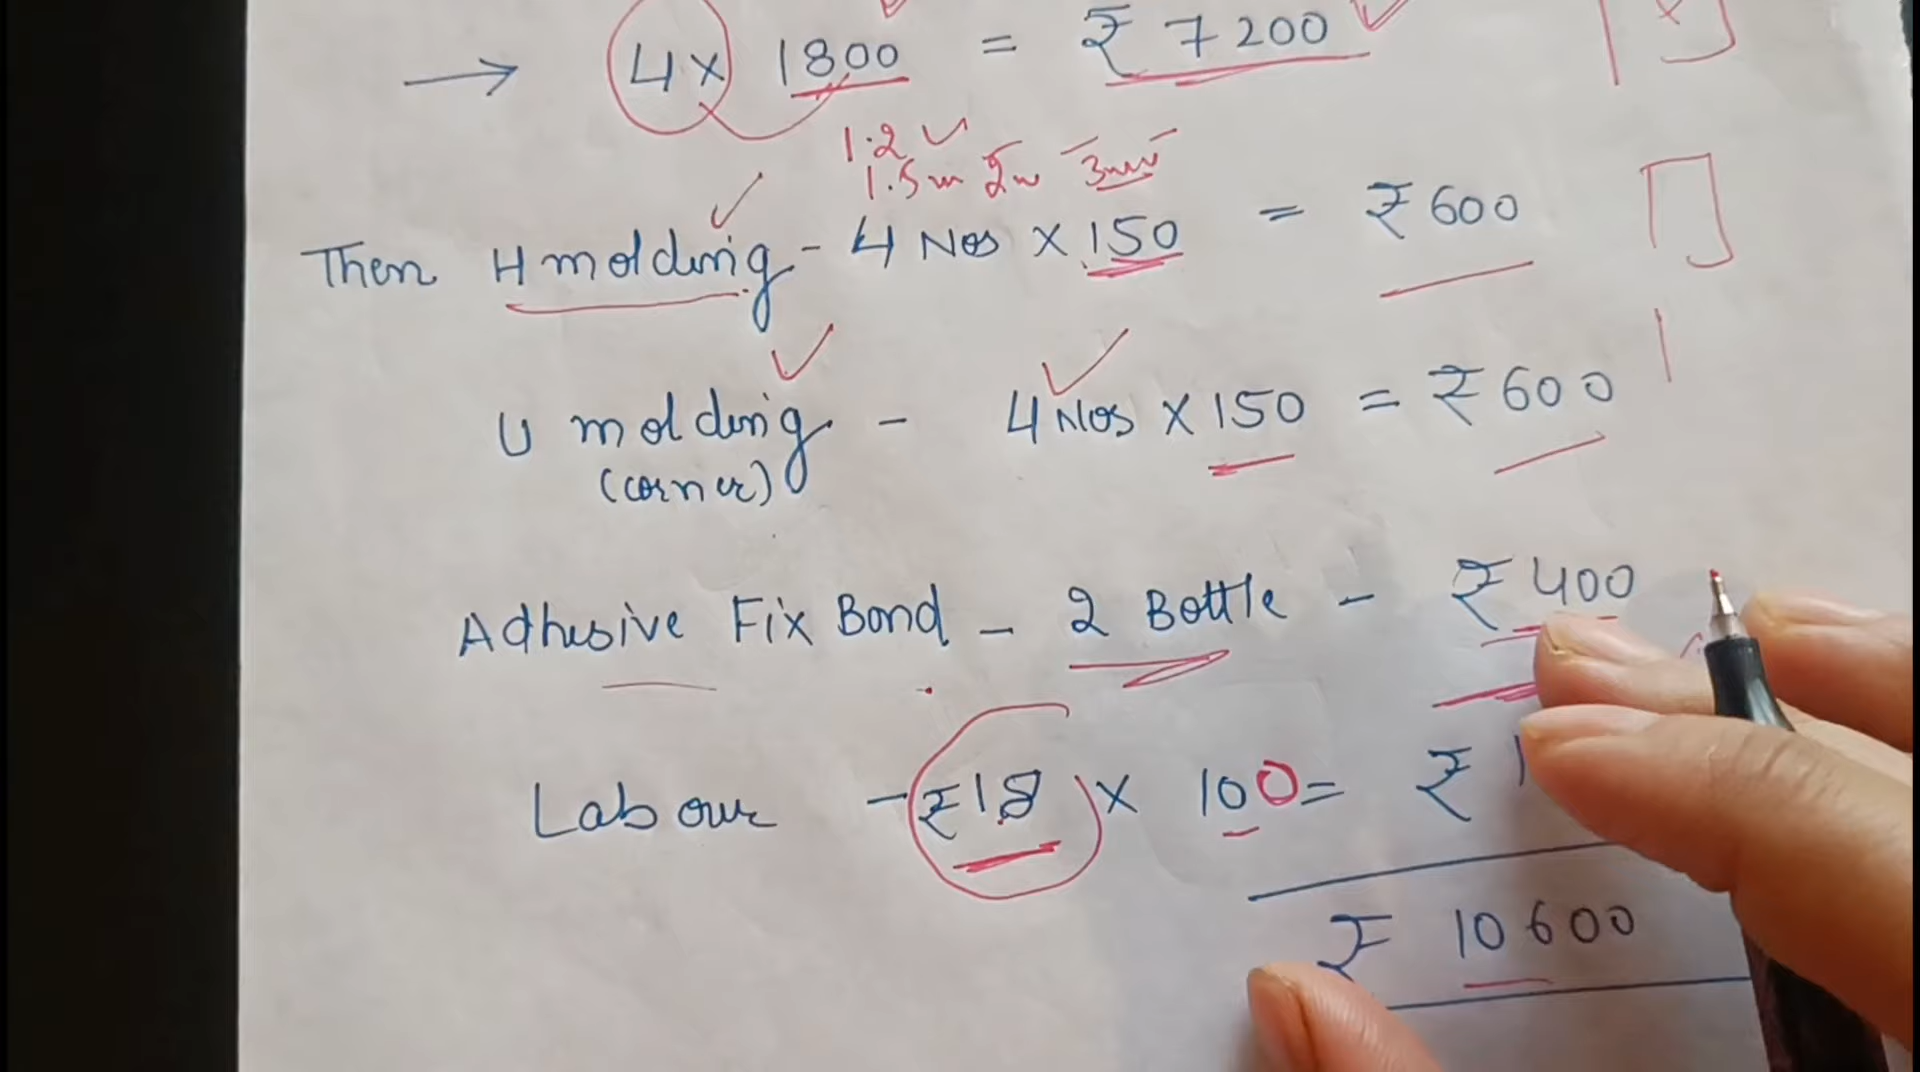 → 4 x 1800 = ₹ 7200
1.2
1.5m 2m 3m
Then H molding - 4 Nos x 150 = ₹ 600
U molding - 4 Nos x 150 = ₹ 600
(corner)
Adhesive Fix Bond - 2 Bottle - ₹ 400
Labour - ₹18 x 100 = ₹
₹ 10600